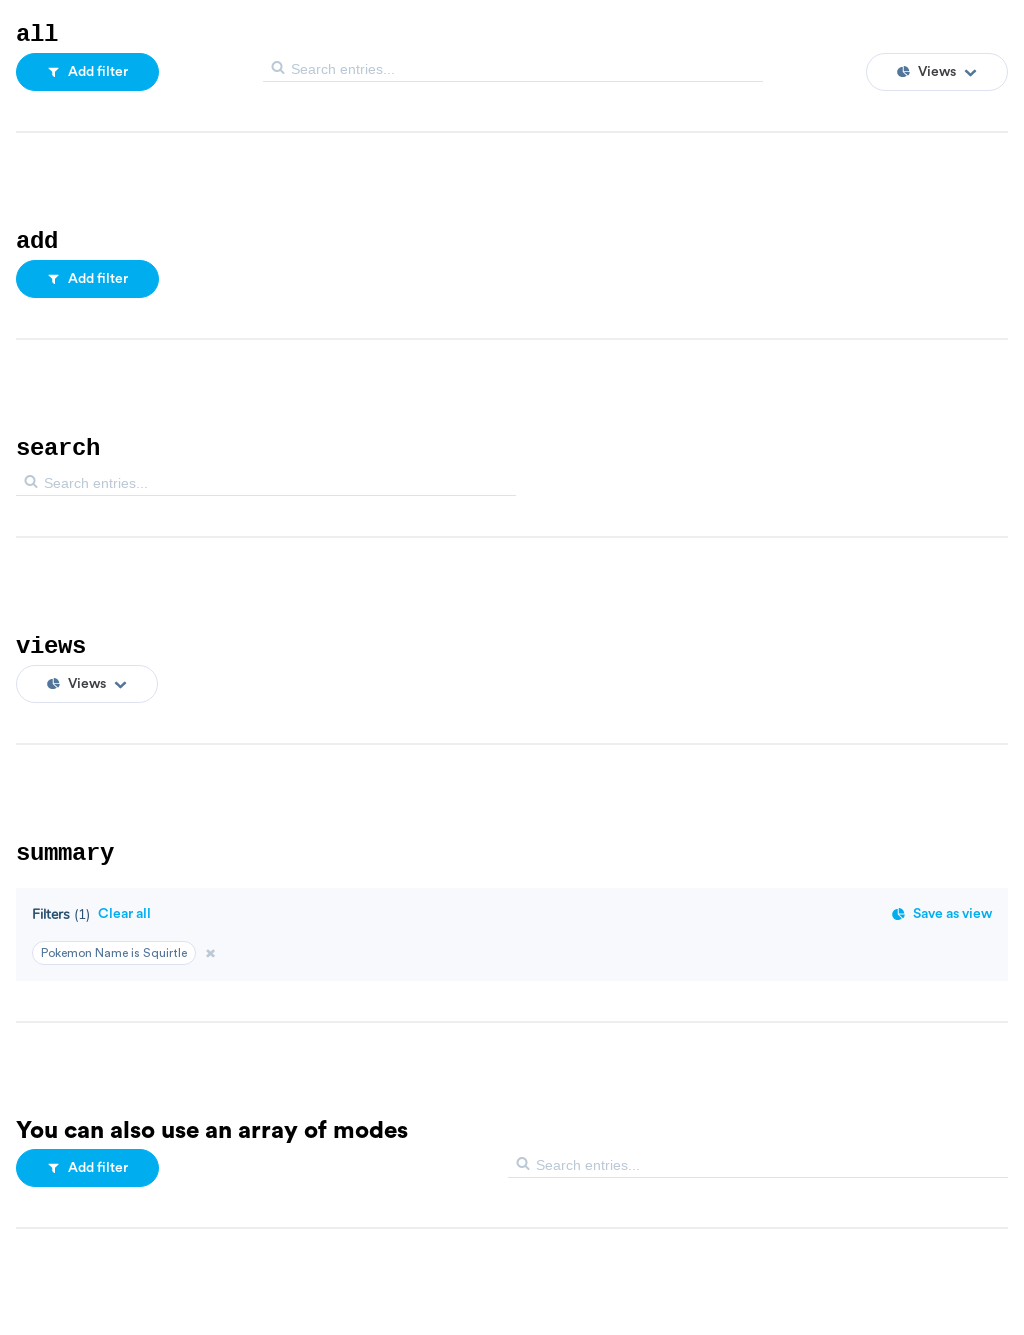 all
Add filter
Search entries...
Views
add
Add filter
search
Search entries...
views
Views
summary
Filters (1) Clear all
Save as view
Pokemon Name is Squirtle
You can also use an array of modes
Add filter
Search entries...